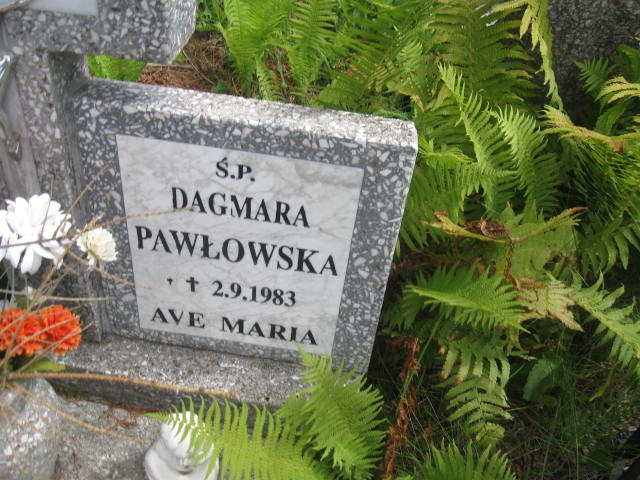 Ś.P.
DAGMARA
PAWŁOWSKA
, † 2.9.1983
AVE MARIA